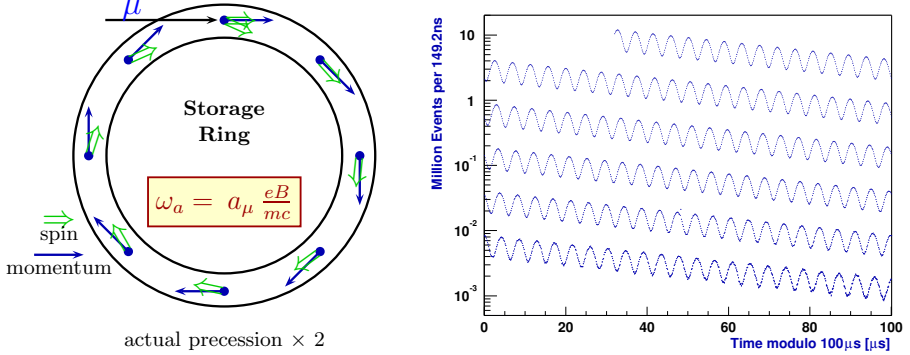 μ
Storage
Ring
ω_a = a_μ eB/mc
spin
momentum
actual precession × 2
Million Events per 149.2ns
10
1
10^-1
10^-2
10^-3
0 20 40 60 80 100
Time modulo 100μs [μs]